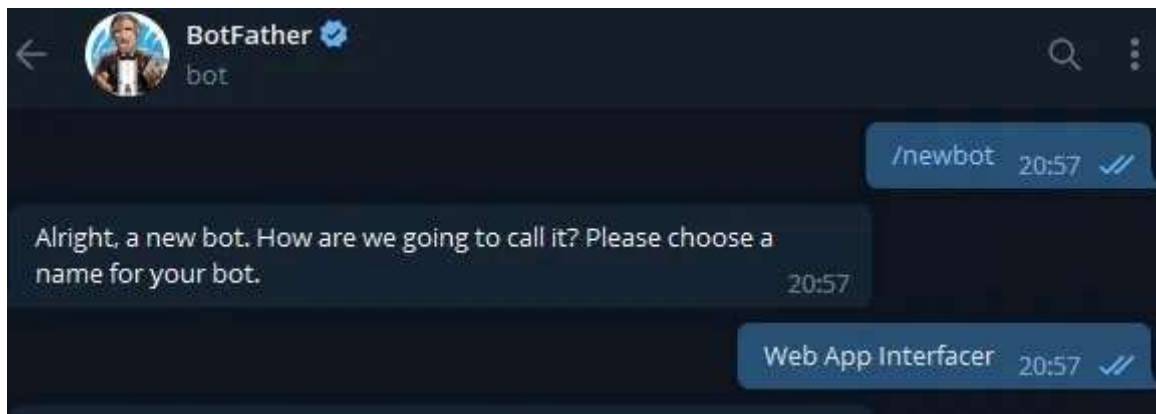 BotFather
bot
/newbot 20:57
Alright, a new bot. How are we going to call it? Please choose a
name for your bot. 20:57
Web App Interfacer 20:57